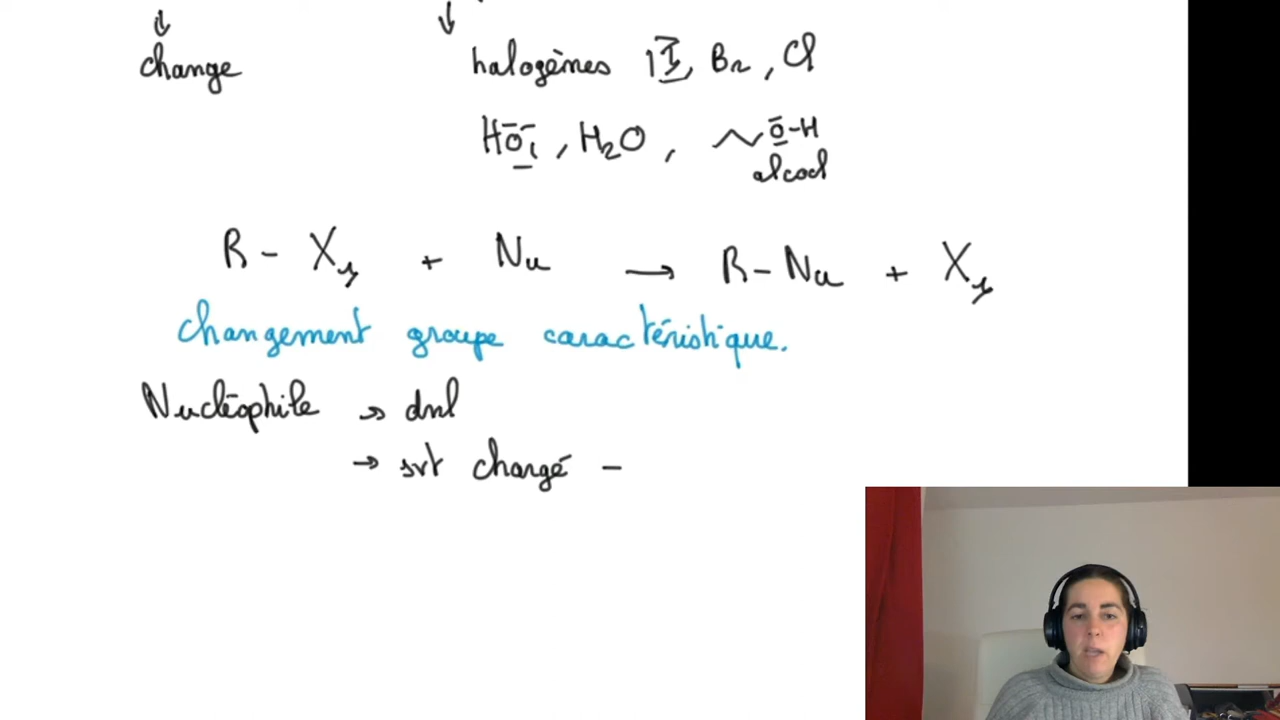 change
halogènes |I, Br, Cl
HO⁻, H₂O, O-H
alcool
R - X + Nu → R - Nu + X
changement groupe caractéristique.
Nucléophile → dnl
→ svt chargé -